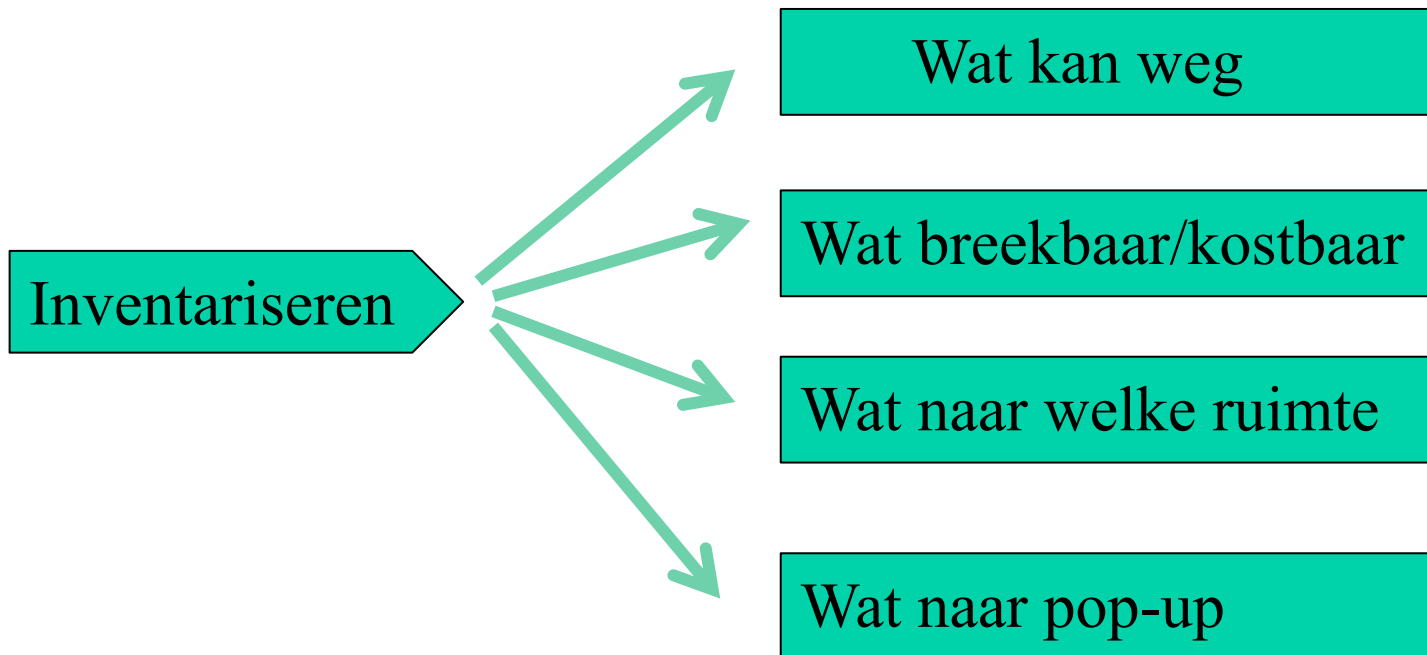 Wat kan weg
Wat breekbaar/kostbaar
Inventariseren
Wat naar welke ruimte
Wat naar pop-up